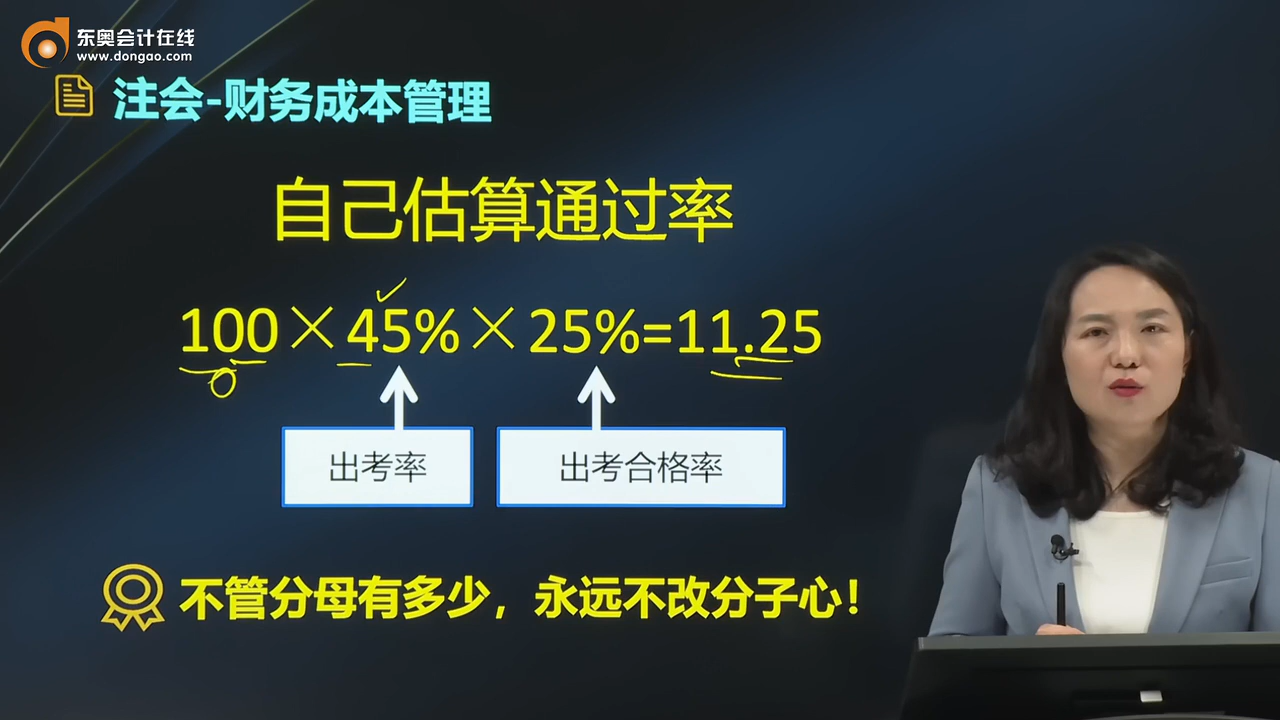 东奥会计在线
www.dongao.com
注会-财务成本管理
自己估算通过率
100×45%×25%=11.25
出考率
出考合格率
不管分母有多少，永远不改分子心！